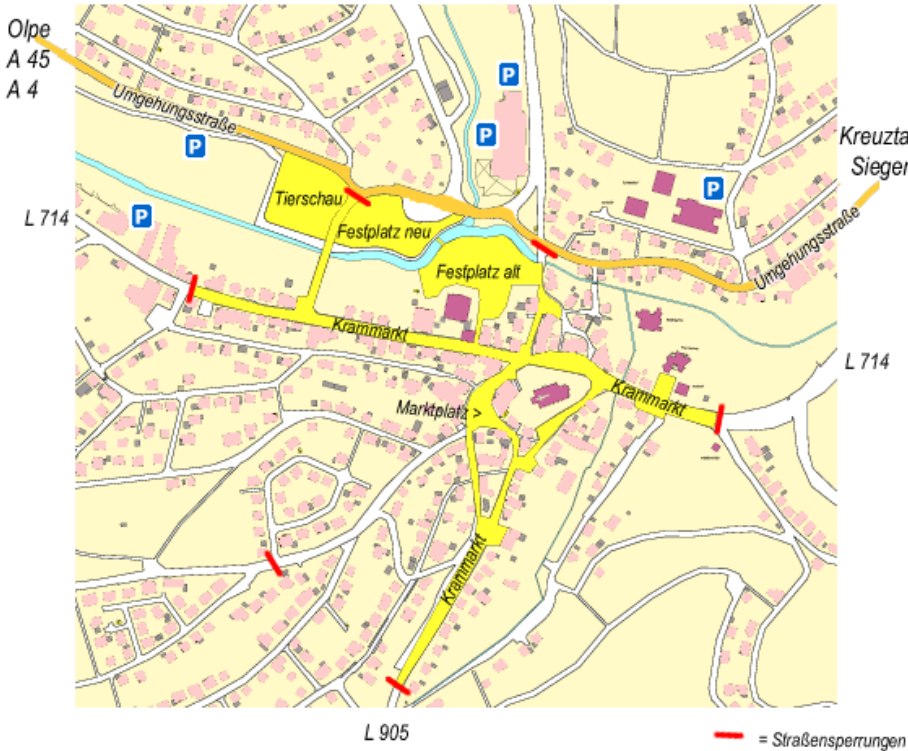 Olpe
A 45
A 4
Umgehungsstraße
P
P
P
Kreuzta
Siegen
P
P
Tierschau
Festplatz neu
Umgehungsstraße
L 714
Festplatz alt
Krammarkt
L 714
Krammarkt
Marktplatz >
Krammarkt
L 905
= Straßensperrungen